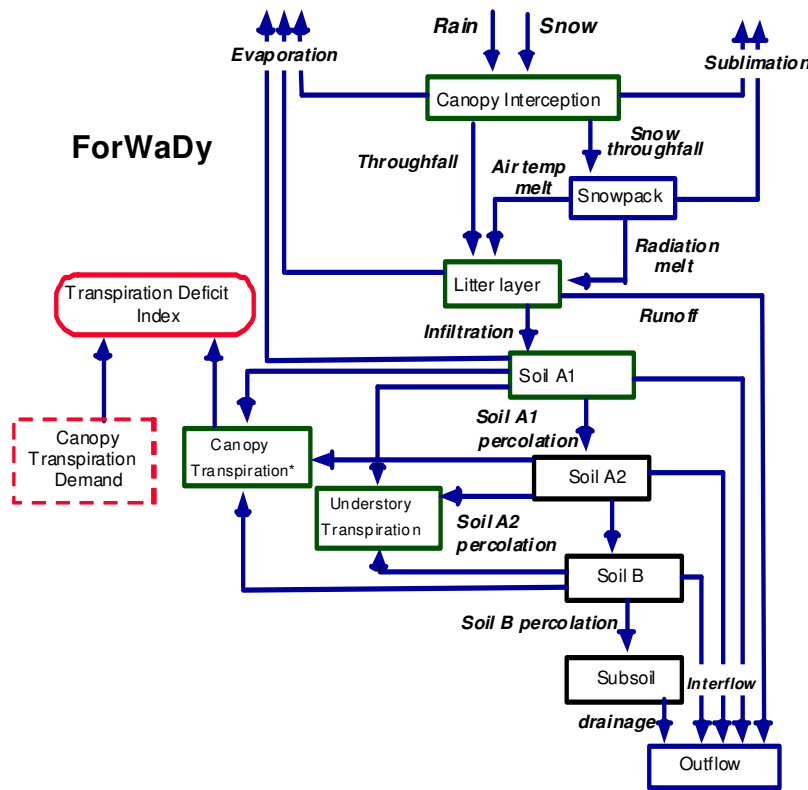 Rain
Snow
Evaporation
Sublimation
Canopy Interception
ForWaDy
Throughfall
Snow
throughfall
Air temp
melt
Snowpack
Radiation
melt
Transpiration Deficit
Index
Litter layer
Runoff
Infiltration
Soil A1
Canopy
Transpiration
Demand
Canopy
Transpiration*
Soil A1
percolation
Soil A2
Understory
Transpiration
Soil A2
percolation
Soil B
Soil B percolation
Subsoil
Interflow
drainage
Outflow